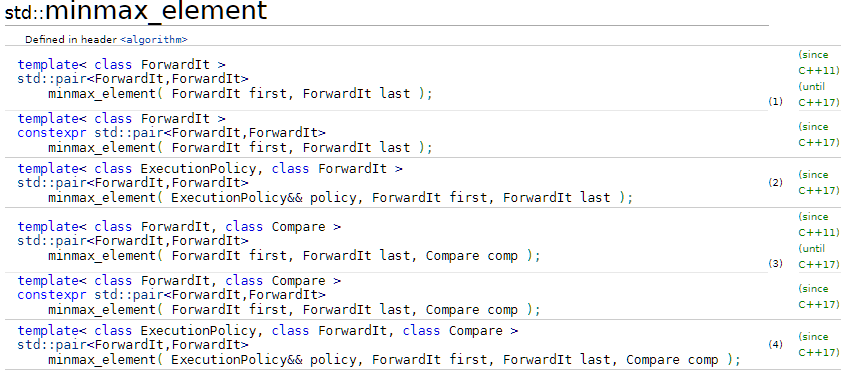 std::minmax_element
Defined in header <algorithm>
template< class ForwardIt >
std::pair<ForwardIt,ForwardIt>
minmax_element( ForwardIt first, ForwardIt last );
(1)
(since
C++11)
(until
C++17)
template< class ForwardIt >
constexpr std::pair<ForwardIt,ForwardIt>
minmax_element( ForwardIt first, ForwardIt last );
(since
C++17)
template< class ExecutionPolicy, class ForwardIt >
std::pair<ForwardIt,ForwardIt>
minmax_element( ExecutionPolicy&& policy, ForwardIt first, ForwardIt last );
(2)
(since
C++17)
template< class ForwardIt, class Compare >
std::pair<ForwardIt,ForwardIt>
minmax_element( ForwardIt first, ForwardIt last, Compare comp );
(3)
(since
C++11)
(until
C++17)
template< class ForwardIt, class Compare >
constexpr std::pair<ForwardIt,ForwardIt>
minmax_element( ForwardIt first, ForwardIt last, Compare comp );
(since
C++17)
template< class ExecutionPolicy, class ForwardIt, class Compare >
std::pair<ForwardIt,ForwardIt>
minmax_element( ExecutionPolicy&& policy, ForwardIt first, ForwardIt last, Compare comp );
(4)
(since
C++17)